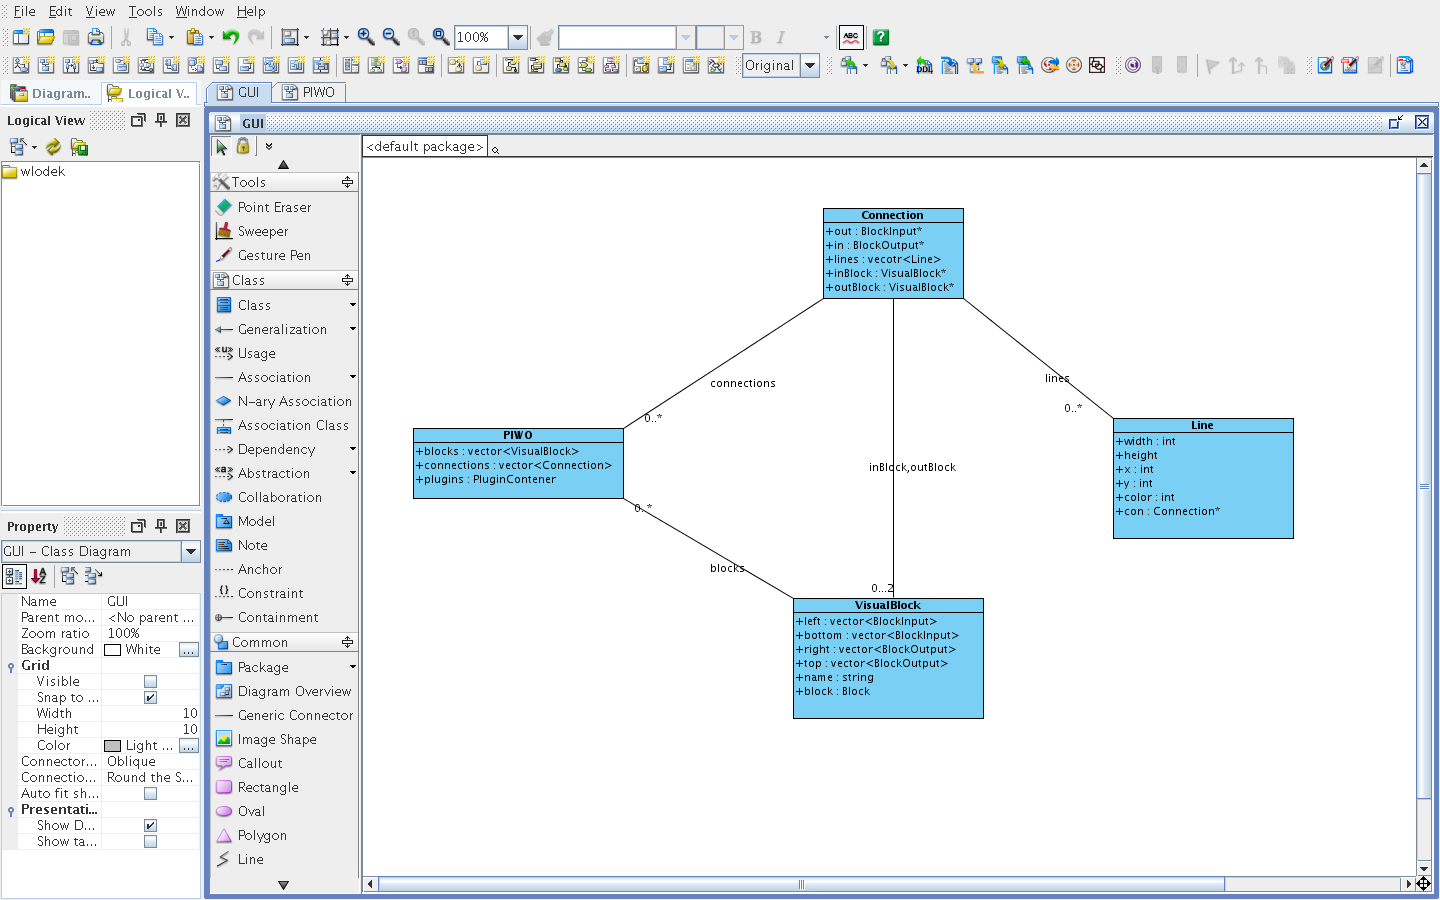 File Edit View Tools Window Help
100%
B I
ABC
?
Original
DDL
Diagram.. Logical V.. GUI PIWO
Logical View
wlodek
GUI
<default package>
Tools
Point Eraser
Sweeper
Gesture Pen
Class
Class
Generalization
<u> Usage
Association
N-ary Association
Association Class
Dependency
<a> Abstraction
Collaboration
Model
Note
Anchor
{} Constraint
Containment
Common
Package
Diagram Overview
Generic Connector
Image Shape
Callout
Rectangle
Oval
Polygon
Line
Property
GUI - Class Diagram
Name GUI
Parent mo... <No parent ...
Zoom ratio 100%
Background White ...
Grid
Visible
Snap to ...
Width 10
Height 10
Color Light ... ...
Connector... Oblique
Connectio... Round the S...
Auto fit sh...
Presentati...
Show D...
Show ta...
Connection
+out : BlockInput*
+in : BlockOutput*
+lines : vecotr<Line>
+inBlock : VisualBlock*
+outBlock : VisualBlock*
connections
0..*
lines
0..*
PIWO
+blocks : vector<VisualBlock>
+connections : vector<Connection>
+plugins : PluginContener
0..*
blocks
inBlock,outBlock
0...2
Line
+width : int
+height
+x : int
+y : int
+color : int
+con : Connection*
VisualBlock
+left : vector<BlockInput>
+bottom : vector<BlockInput>
+right : vector<BlockOutput>
+top : vector<BlockOutput>
+name : string
+block : Block